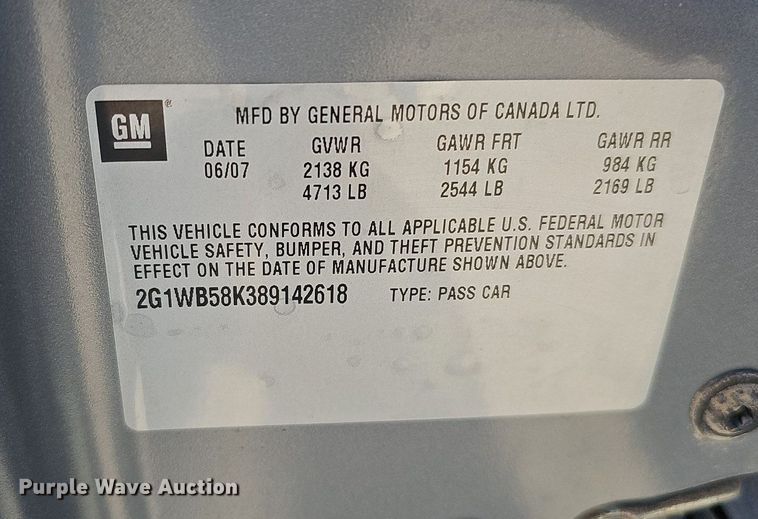 GM®
MFD BY GENERAL MOTORS OF CANADA LTD.
DATE GVWR GAWR FRT GAWR RR
06/07 2138 KG 1154 KG 984 KG
4713 LB 2544 LB 2169 LB
THIS VEHICLE CONFORMS TO ALL APPLICABLE U.S. FEDERAL MOTOR
VEHICLE SAFETY, BUMPER, AND THEFT PREVENTION STANDARDS IN
EFFECT ON THE DATE OF MANUFACTURE SHOWN ABOVE.
2G1WB58K389142618 TYPE: PASS CAR
Purple Wave Auction